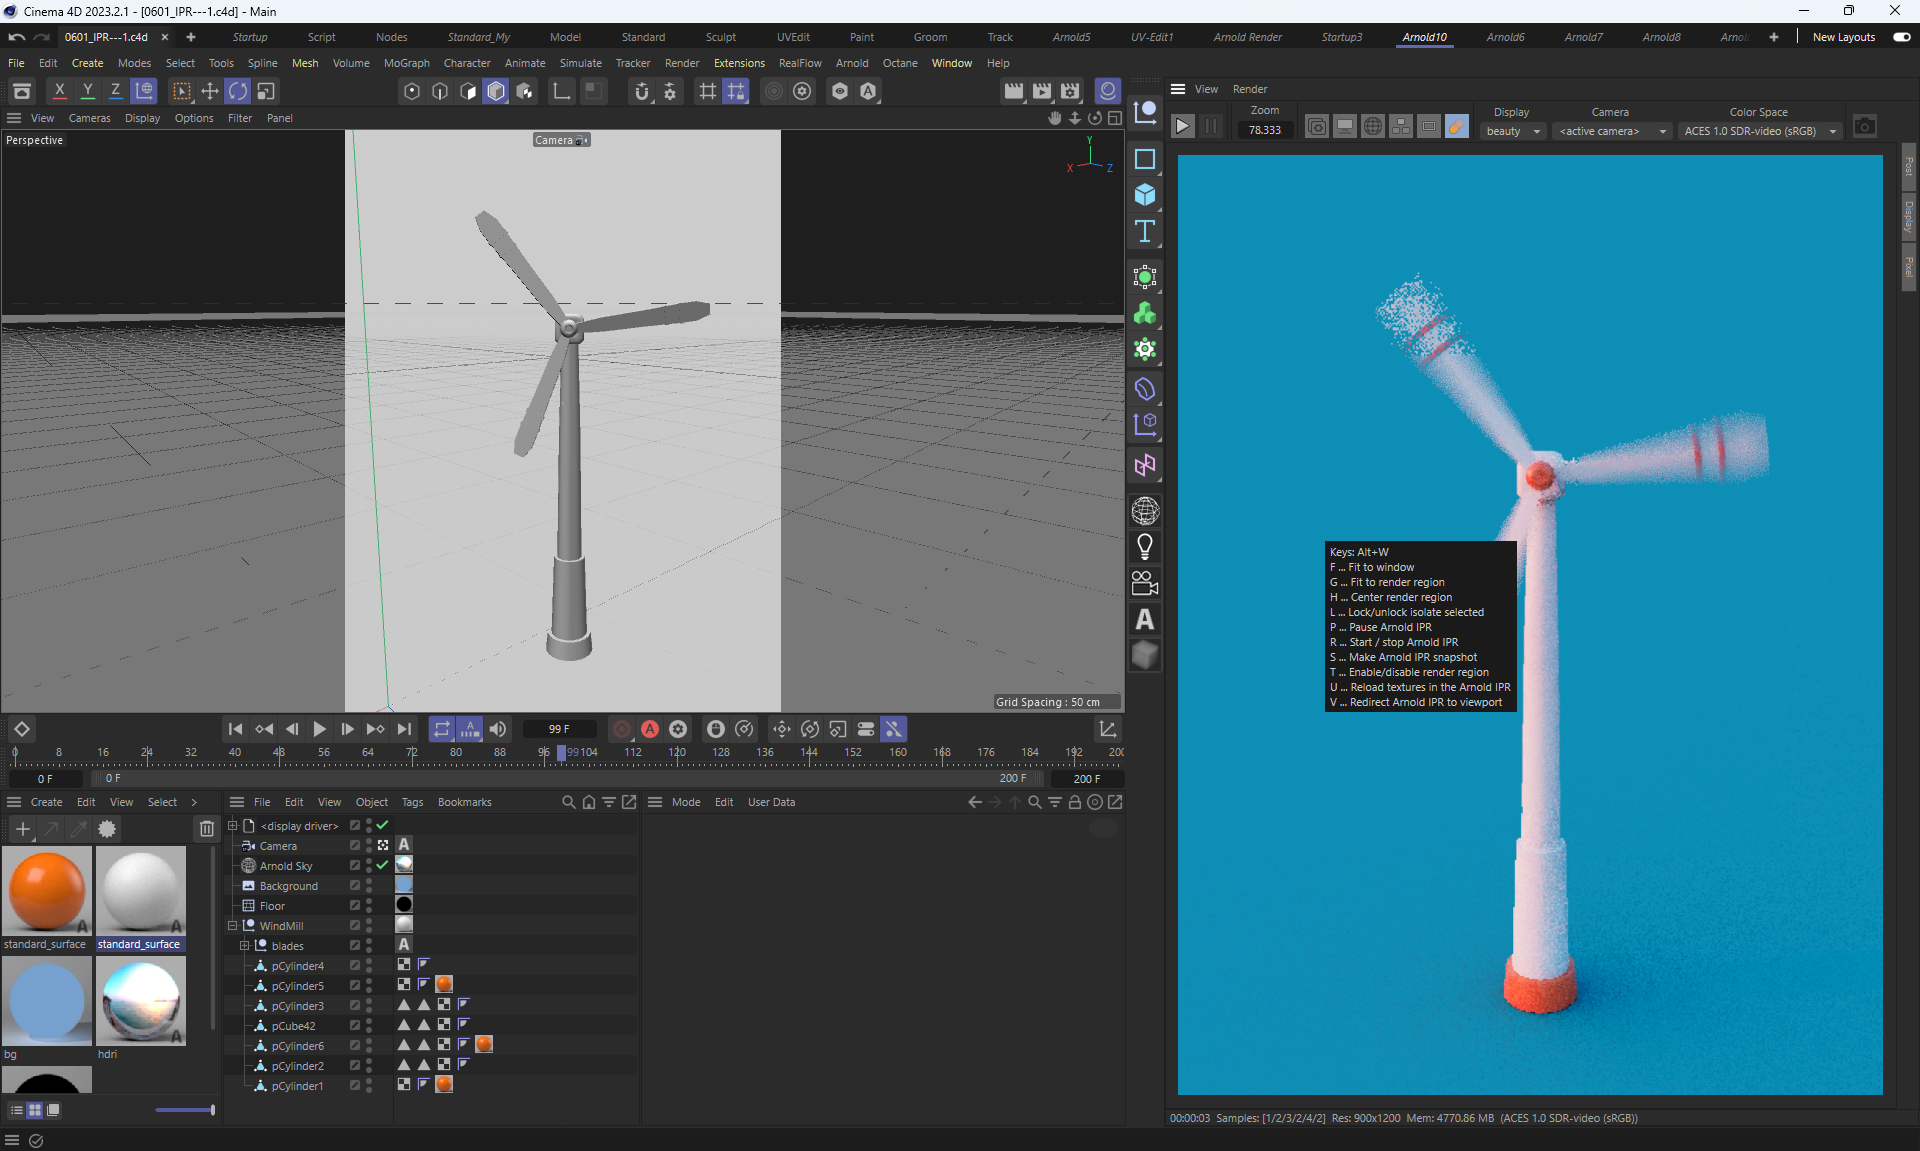 Cinema 4D 2023.2.1 - [0601_IPR---1.c4d] - Main
0601_IPR---1.c4d × + Startup Script Nodes Standard_My Model Standard Sculpt UVEdit Paint Groom Track Arnold5 UV-Edit1 Arnold Render Startup3 Arnold10 Arnold6 Arnold7 Arnold8 + New Layouts
File Edit Create Modes Select Tools Spline Mesh Volume MoGraph Character Animate Simulate Tracker Render Extensions RealFlow Arnold Octane Window Help
X Y Z
View Cameras Display Options Filter Panel
View Render
Zoom Display Camera Color Space
78.333 beauty <active camera> ACES 1.0 SDR-video (sRGB)
Perspective
Camera
Y
X Z
Post
Display
Pixel
Keys: Alt+W
F ... Fit to window
G ... Fit to render region
H ... Center render region
L ... Lock/unlock isolate selected
P ... Pause Arnold IPR
R ... Start / stop Arnold IPR
S ... Make Arnold IPR snapshot
T ... Enable/disable render region
U ... Reload textures in the Arnold IPR
V ... Redirect Arnold IPR to viewport
Grid Spacing : 50 cm
99 F
0 8 16 24 32 40 48 56 64 72 80 88 96 99 104 112 120 128 136 144 152 160 168 176 184 192
0 F 0 F 200 F 200 F
Create Edit View Select >
File Edit View Object Tags Bookmarks
Mode Edit User Data
<display driver>
Camera
Arnold Sky
Background
Floor
WindMill
blades
pCylinder4
pCylinder5
pCylinder3
pCube42
pCylinder6
pCylinder2
pCylinder1
standard_surface standard_surface
bg hdri
00:00:03 Samples: [1/2/3/2/4/2] Res: 900x1200 Mem: 4770.86 MB (ACES 1.0 SDR-video (sRGB))